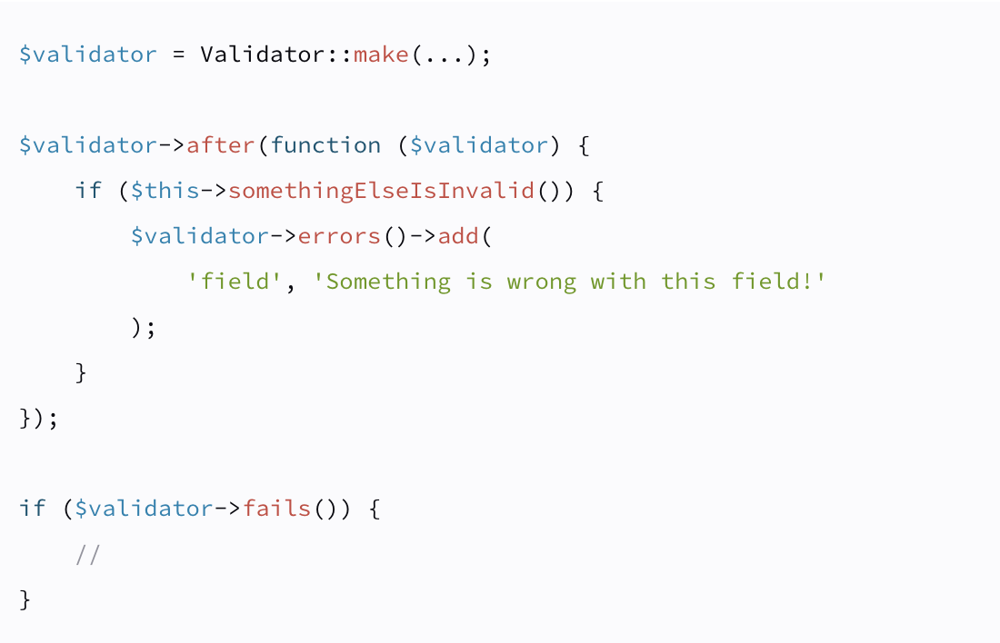 $validator = Validator::make(...);

$validator->after(function ($validator) {
    if ($this->somethingElseIsInvalid()) {
        $validator->errors()->add(
            'field', 'Something is wrong with this field!'
        );
    }
});

if ($validator->fails()) {
    //
}